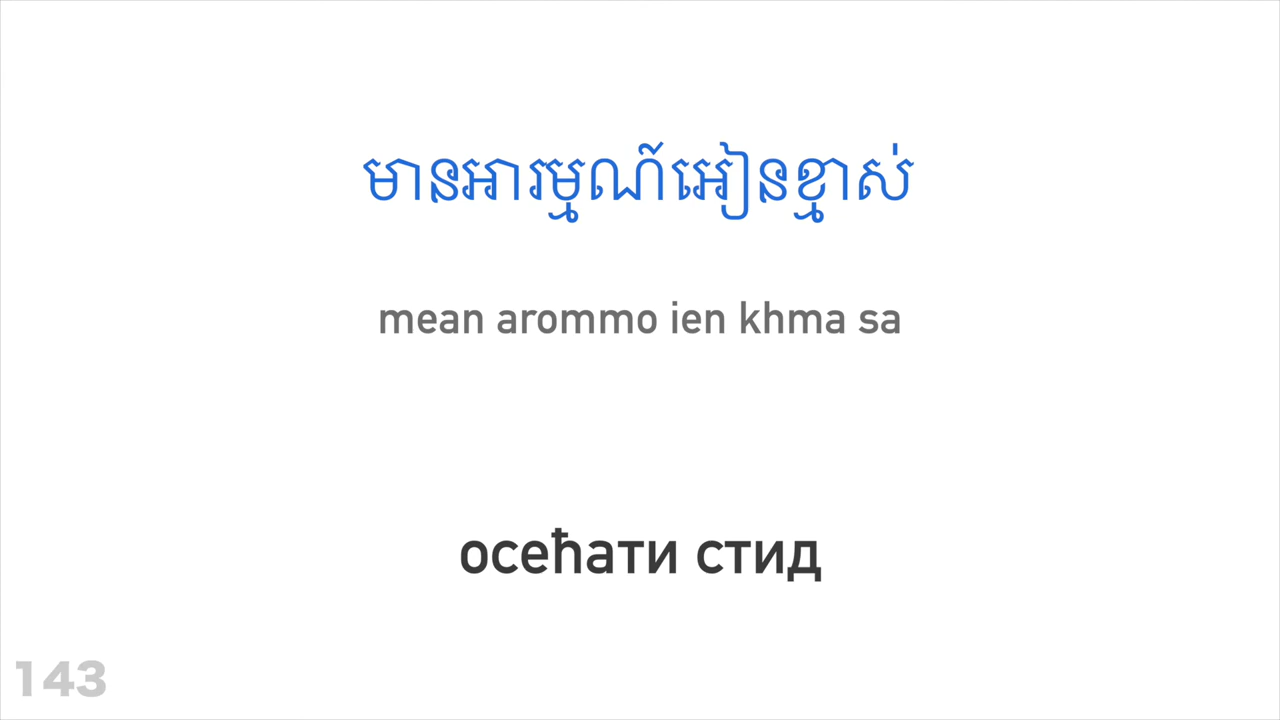 មានអារម្មណ៍អៀនខ្មាស់
mean arommo ien khma sa
осећати стид
143